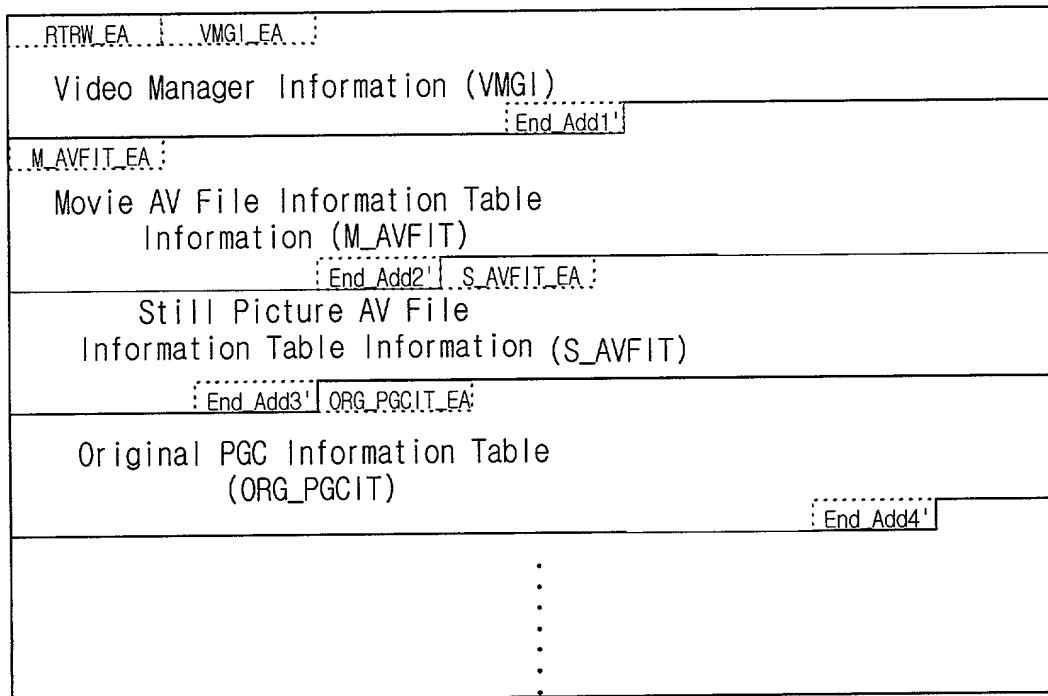 RTRW_EA VMGI_EA
Video Manager Information (VMGI)
End_Add1'
M_AVFIT_EA
Movie AV File Information Table
Information (M_AVFIT)
End_Add2' S_AVFIT_EA
Still Picture AV File
Information Table Information (S_AVFIT)
End_Add3' ORG_PGCIT_EA
Original PGC Information Table
(ORG_PGCIT)
End_Add4'